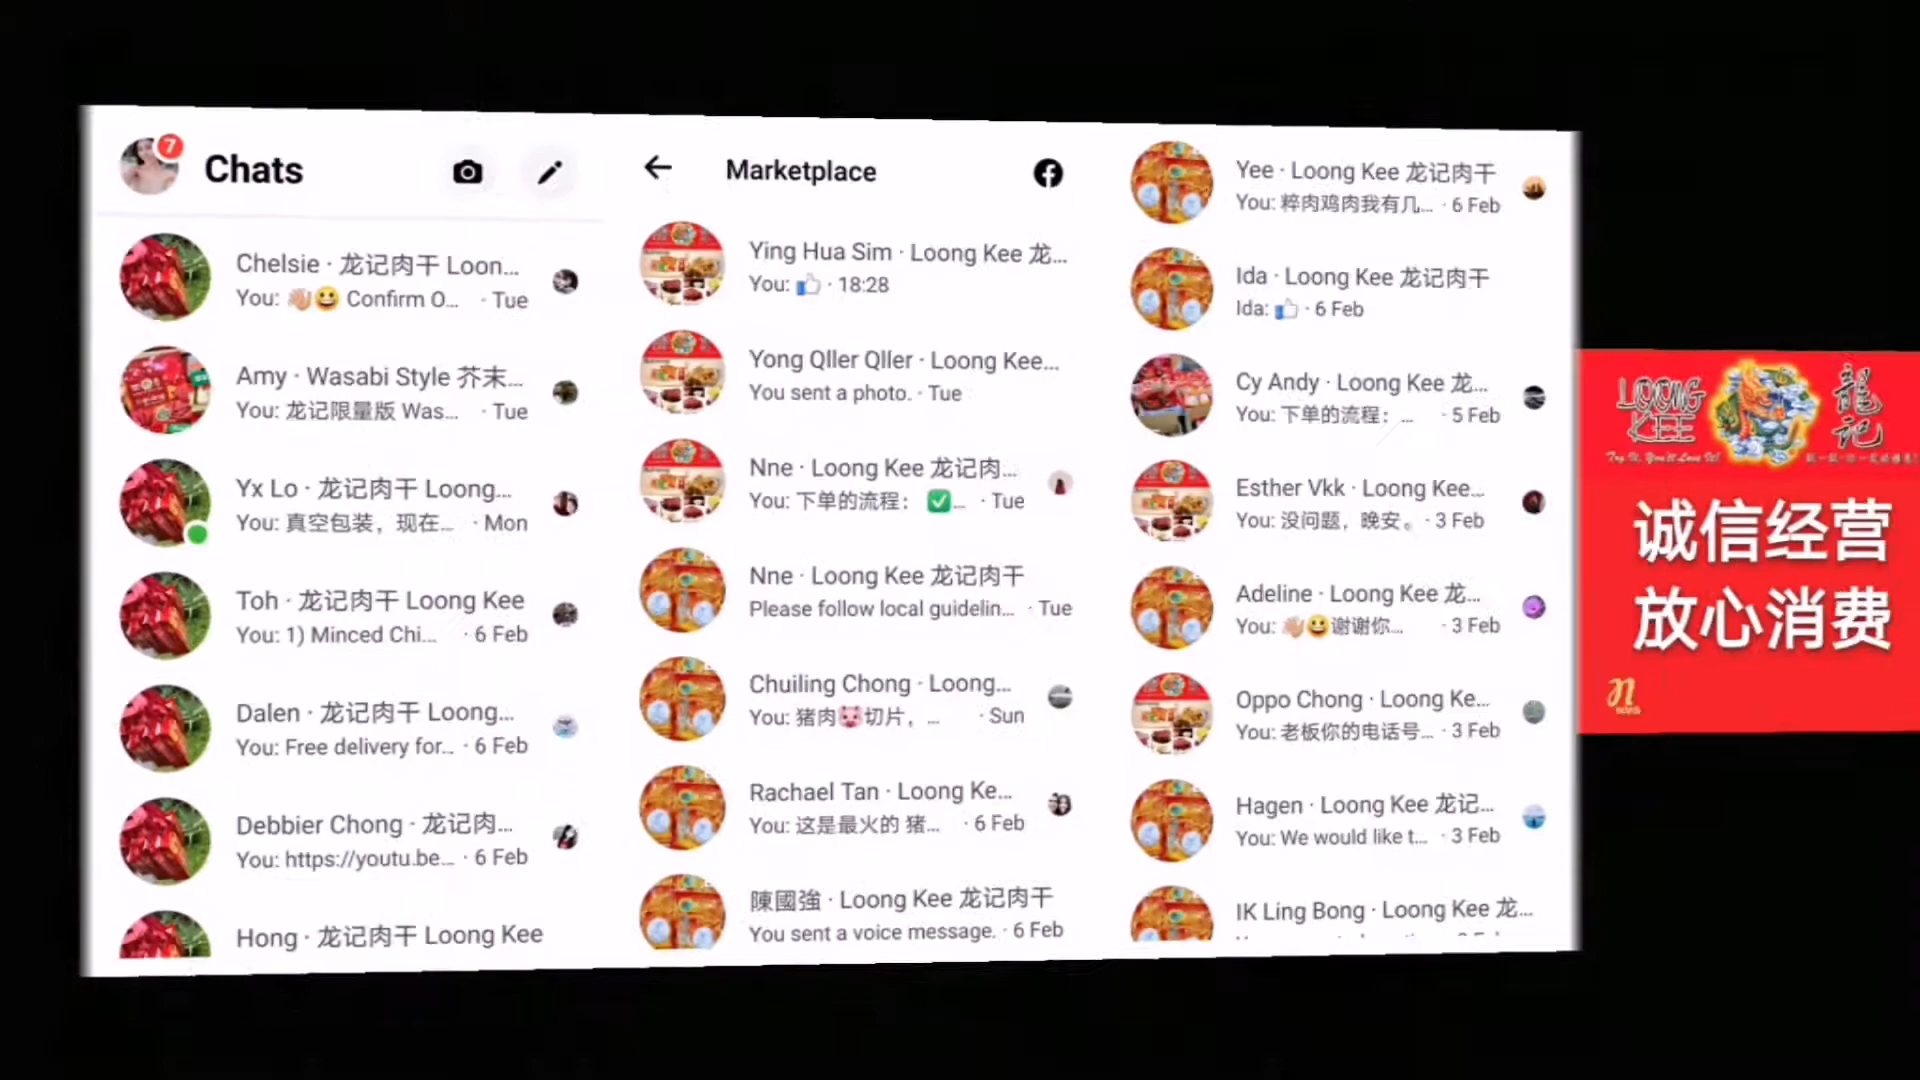 7
Chats
Chelsie · 龙记肉干 Loon...
You: 👋🏼😀 Confirm O... · Tue
Amy · Wasabi Style 芥末...
You: 龙记限量版 Was... · Tue
Yx Lo · 龙记肉干 Loong...
You: 真空包装，现在... · Mon
Toh · 龙记肉干 Loong Kee
You: 1) Minced Chi... · 6 Feb
Dalen · 龙记肉干 Loong...
You: Free delivery for... · 6 Feb
Debbier Chong · 龙记肉...
You: https://youtu.be... · 6 Feb
Hong · 龙记肉干 Loong Kee
Marketplace
Ying Hua Sim · Loong Kee 龙...
You: 👍 · 18:28
Yong Qller Qller · Loong Kee...
You sent a photo. · Tue
Nne · Loong Kee 龙记肉...
You: 下单的流程： ✅... · Tue
Nne · Loong Kee 龙记肉干
Please follow local guidelin... · Tue
Chuiling Chong · Loong...
You: 猪肉🐷切片，... · Sun
Rachael Tan · Loong Ke...
You: 这是最火的 猪... · 6 Feb
陳國強 · Loong Kee 龙记肉干
You sent a voice message. · 6 Feb
Yee · Loong Kee 龙记肉干
You: 粹肉鸡肉我有几... · 6 Feb
Ida · Loong Kee 龙记肉干
Ida: 👍 · 6 Feb
Cy Andy · Loong Kee 龙...
You: 下单的流程： ... · 5 Feb
Esther Vkk · Loong Kee...
You: 没问题，晚安。 · 3 Feb
Adeline · Loong Kee 龙...
You: 👋🏼😀谢谢你... · 3 Feb
Oppo Chong · Loong Ke...
You: 老板你的电话号... · 3 Feb
Hagen · Loong Kee 龙记...
You: We would like t... · 3 Feb
IK Ling Bong · Loong Kee 龙...
LOONG KEE 龍記
Try It, You'll Love It!
诚信经营
放心消费